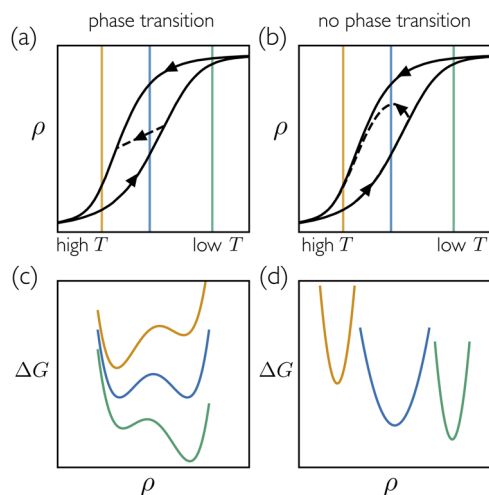 phase transition
no phase transition
(a)
(b)
ρ
ρ
high T
low T
high T
low T
(c)
(d)
ΔG
ΔG
ρ
ρ